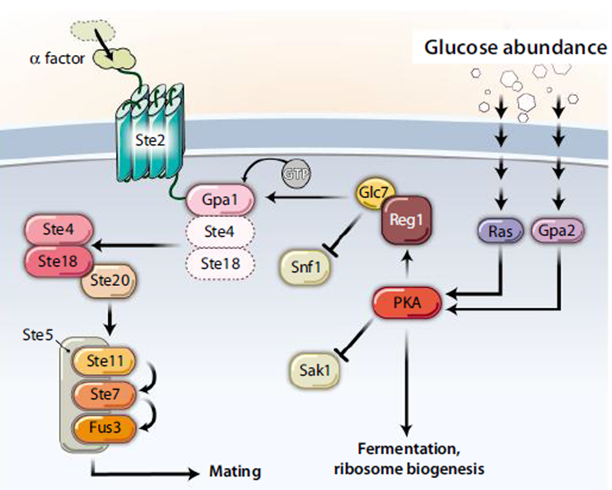 Glucose abundance
α factor
Ste2
GTP
Gpa1
Ste4
Ste18
Ste4
Ste18
Ste20
Glc7
Reg1
Snf1
Ras
Gpa2
PKA
Sak1
Ste5
Ste11
Ste7
Fus3
Mating
Fermentation,
ribosome biogenesis